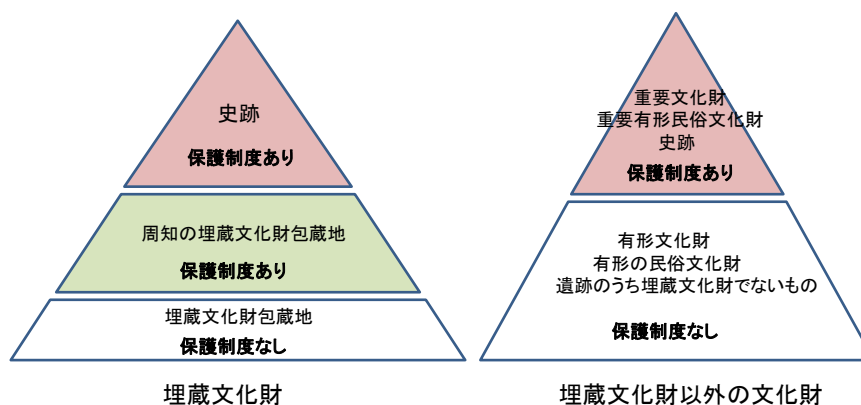 史跡
保護制度あり
周知の埋蔵文化財包蔵地
保護制度あり
埋蔵文化財包蔵地
保護制度なし
埋蔵文化財
重要文化財
重要有形民俗文化財
史跡
保護制度あり
有形文化財
有形の民俗文化財
遺跡のうち埋蔵文化財でないもの
保護制度なし
埋蔵文化財以外の文化財